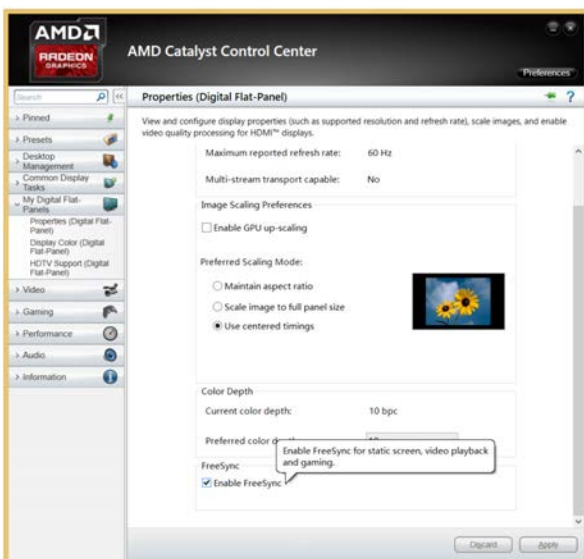 AMD
RADEON
GRAPHICS
AMD Catalyst Control Center
Preferences
Search
Properties (Digital Flat-Panel)
?
View and configure display properties (such as supported resolution and refresh rate), scale images, and enable
video quality processing for HDMI™ displays.
Pinned
Presets
Desktop
Management
Common Display
Tasks
My Digital Flat-
Panels
Properties (Digital Flat-
Panel)
Display Color (Digital
Flat-Panel)
HDTV Support (Digital
Flat-Panel)
Video
Gaming
Performance
Audio
Information
Maximum reported refresh rate: 60 Hz
Multi-stream transport capable: No
Image Scaling Preferences
Enable GPU up-scaling
Preferred Scaling Mode:
Maintain aspect ratio
Scale image to full panel size
Use centered timings
Color Depth
Current color depth: 10 bpc
Preferred color
Enable FreeSync for static screen, video playback
and gaming.
FreeSync
Enable FreeSync
Discard Apply